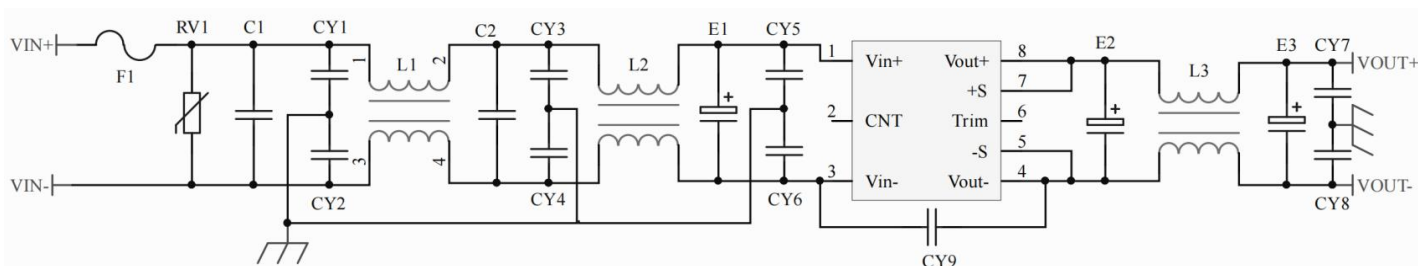 RV1 C1 CY1 C2 CY3 E1 CY5
VIN+ F1 1 L1 2 L2 1 Vin+ Vout+ 8 E2 L3 E3 CY7 VOUT+
+S 7
2 CNT Trim 6
-S 5
VIN- 3 4 3 Vin- Vout- 4 VOUT-
CY2 CY4 CY6 CY8
CY9
+
+
+